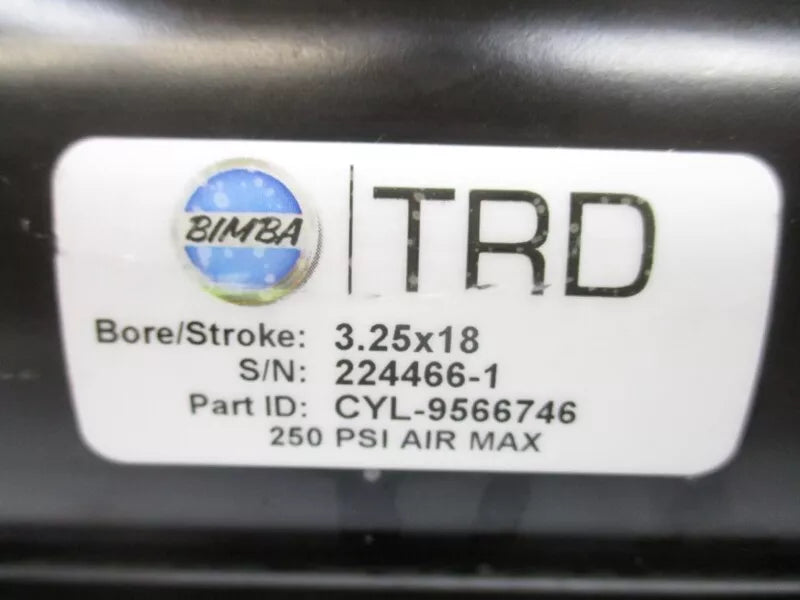 BIMBA TRD
Bore/Stroke: 3.25x18
S/N: 224466-1
Part ID: CYL-9566746
250 PSI AIR MAX